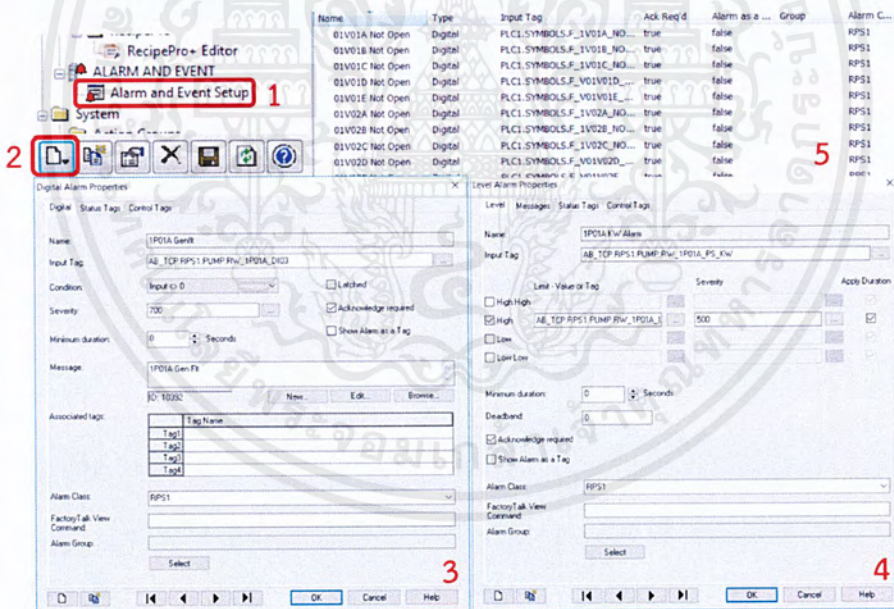 RecipePro+ Editor
ALARM AND EVENT
Alarm and Event Setup
1
System
2
Name Type Input Tag Ack Req'd Alarm as a ... Group Alarm C...
01V01A Not Open Digital PLC1.SYMBOLS.F_1V01A_NO... true false RPS1
01V01B Not Open Digital PLC1.SYMBOLS.F_1V01B_NO... true false RPS1
01V01C Not Open Digital PLC1.SYMBOLS.F_1V01C_NO... true false RPS1
01V01D Not Open Digital PLC1.SYMBOLS.F_V01V01D_... true false RPS1
01V01E Not Open Digital PLC1.SYMBOLS.F_V01V01E_... true false RPS1
01V02A Not Open Digital PLC1.SYMBOLS.F_1V02A_NO... true false RPS1
01V02B Not Open Digital PLC1.SYMBOLS.F_1V02B_NO... true false RPS1
01V02C Not Open Digital PLC1.SYMBOLS.F_1V02C_NO... true false RPS1
01V02D Not Open Digital PLC1.SYMBOLS.F_V01V02D_... true false RPS1
5
Digital Alarm Properties
Digital Status Tags Control Tags
Name: 1P01A Genflt
Input Tag: AB_TCP.RPS1.PUMP.RW_1P01A_DI03
Condition: Input <> 0 Latched
Severity: 700 ... Acknowledge required
Show Alarm as a Tag
Minimum duration: 0 Seconds
Message: 1P01A Gen Flt
ID: 10392 New... Edit... Browse...
Associated tags: Tag Name
Tag1
Tag2
Tag3
Tag4
Alarm Class: RPS1
FactoryTalk View
Command:
Alarm Group:
Select
3
OK Cancel Help
Level Alarm Properties
Level Messages Status Tags Control Tags
Name: 1P01A KW Alarm
Input Tag: AB_TCP.RPS1.PUMP.RW_1P01A_PS_KW
Limit - Value or Tag Severity Apply Duration
High High
High AB_TCP.RPS1.PUMP.RW_1P01A_ 500
Low
Low Low
Minimum duration: 0 Seconds
Deadband: 0
Acknowledge required
Show Alarm as a Tag
Alarm Class: RPS1
FactoryTalk View
Command:
Alarm Group:
Select
4
OK Cancel Help